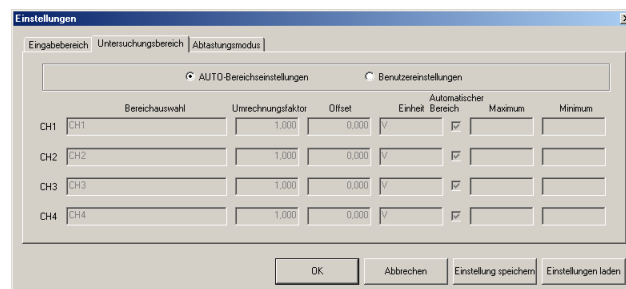 Einstellungen
Eingabebereich Untersuchungsbereich Abtastungsmodus
AUTO-Bereichseinstellungen Benutzereinstellungen
Bereichauswahl Umrechnungsfaktor Offset Einheit Automatischer Bereich Maximum Minimum
CH1 CH1 1,000 0,000 V
CH2 CH2 1,000 0,000 V
CH3 CH3 1,000 0,000 V
CH4 CH4 1,000 0,000 V
OK Abbrechen Einstellung speichern Einstellungen laden